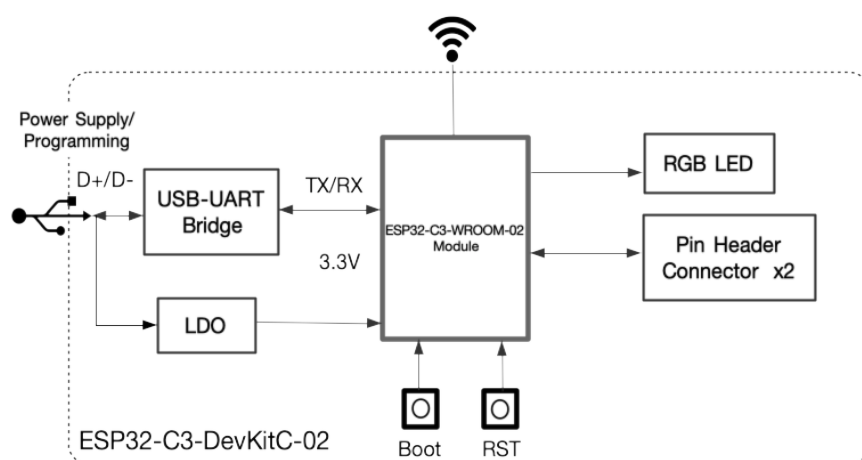 Power Supply/
Programming
D+/D-
USB-UART
Bridge
TX/RX
3.3V
LDO
ESP32-C3-WROOM-02
Module
RGB LED
Pin Header
Connector x2
Boot
RST
ESP32-C3-DevKitC-02